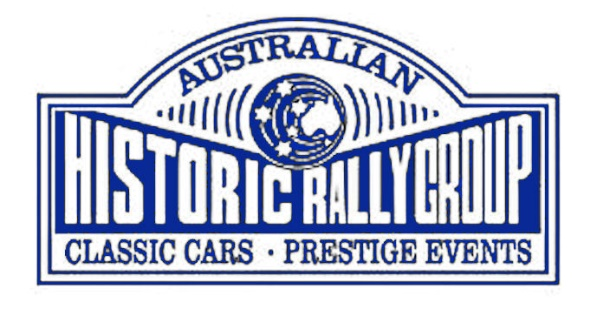 AUSTRALIAN
HISTORIC RALLY GROUP
CLASSIC CARS · PRESTIGE EVENTS